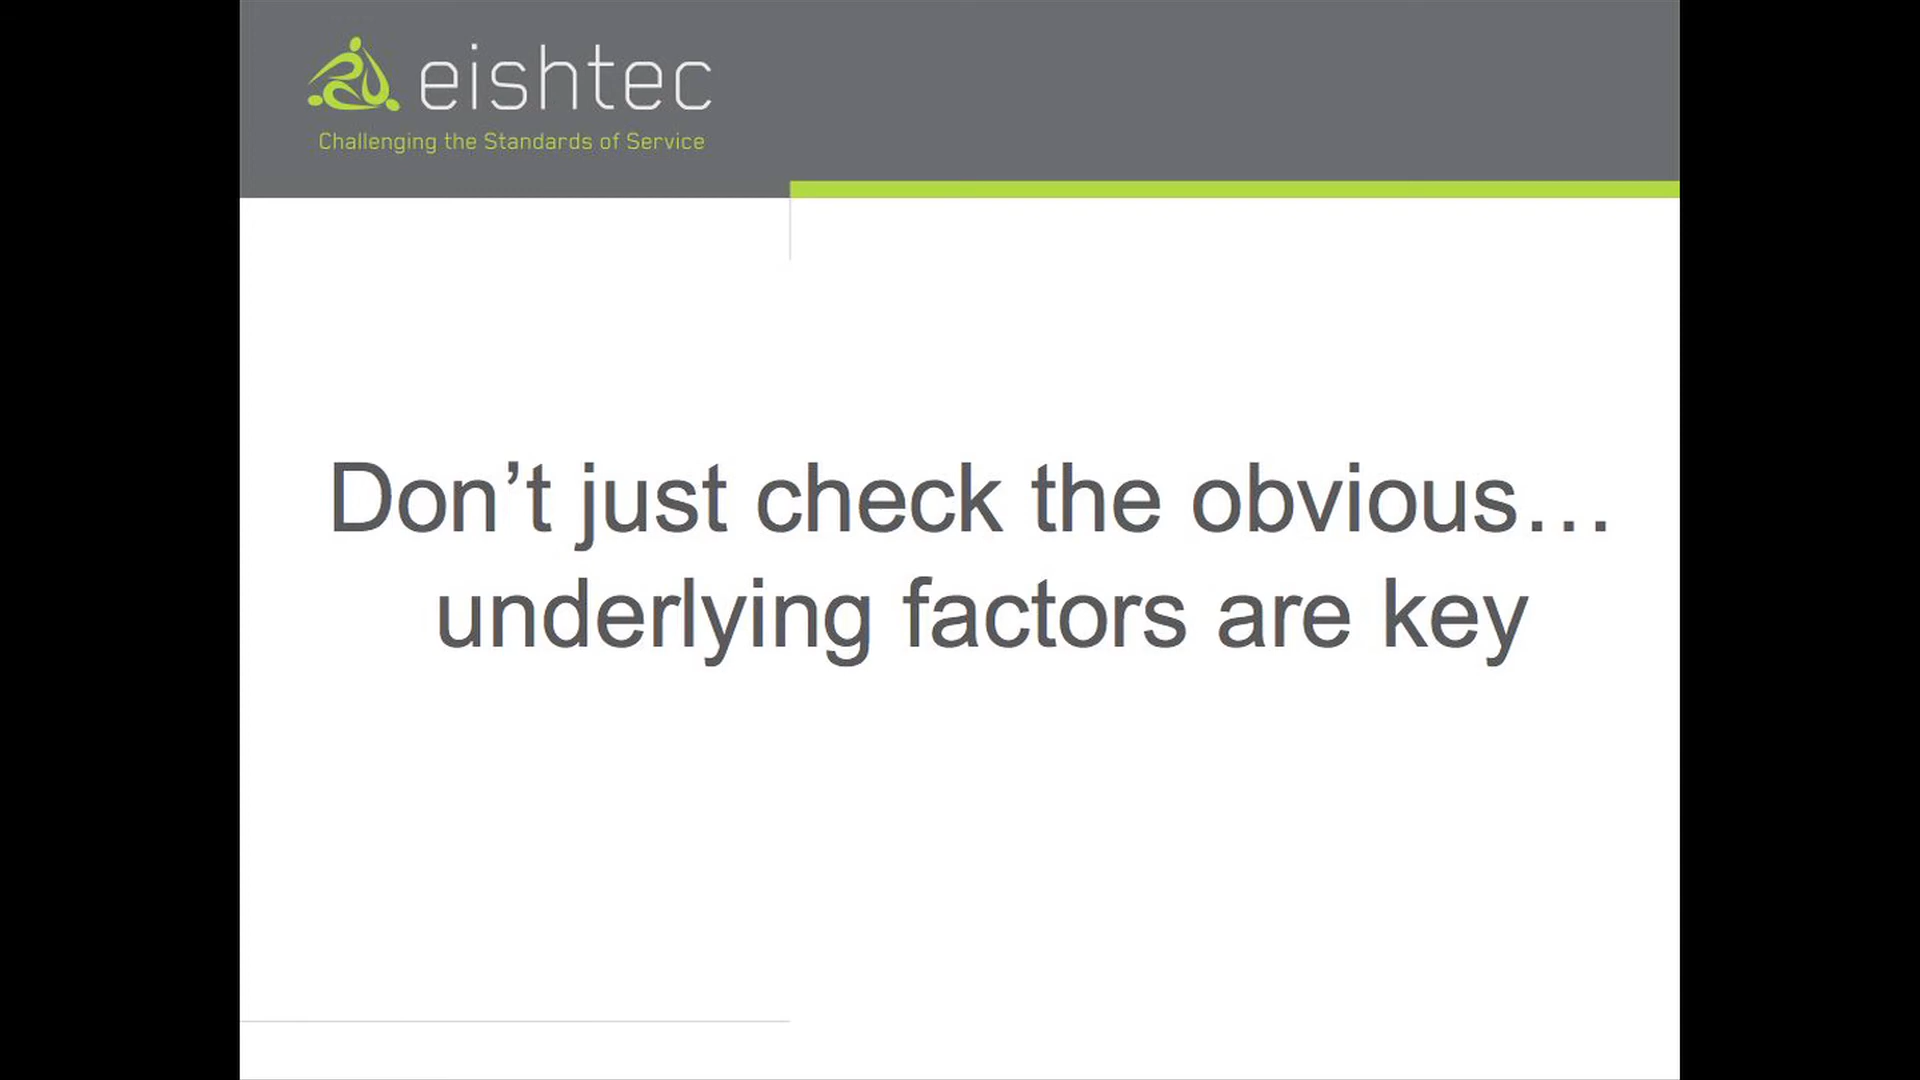 eishtec
Challenging the Standards of Service
Don’t just check the obvious…
underlying factors are key